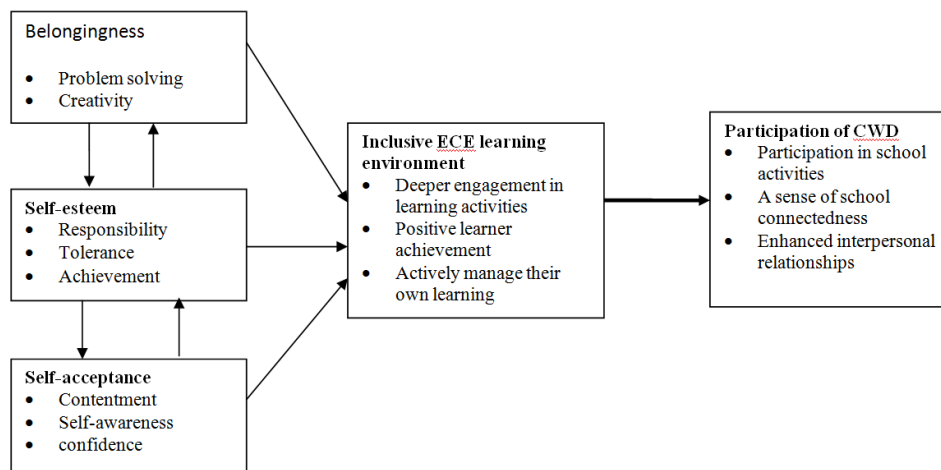 Belongingness
• Problem solving
• Creativity
Self-esteem
• Responsibility
• Tolerance
• Achievement
Self-acceptance
• Contentment
• Self-awareness
• confidence
Inclusive ECE learning
environment
• Deeper engagement in
learning activities
• Positive learner
achievement
• Actively manage their
own learning
Participation of CWD
• Participation in school
activities
• A sense of school
connectedness
• Enhanced interpersonal
relationships